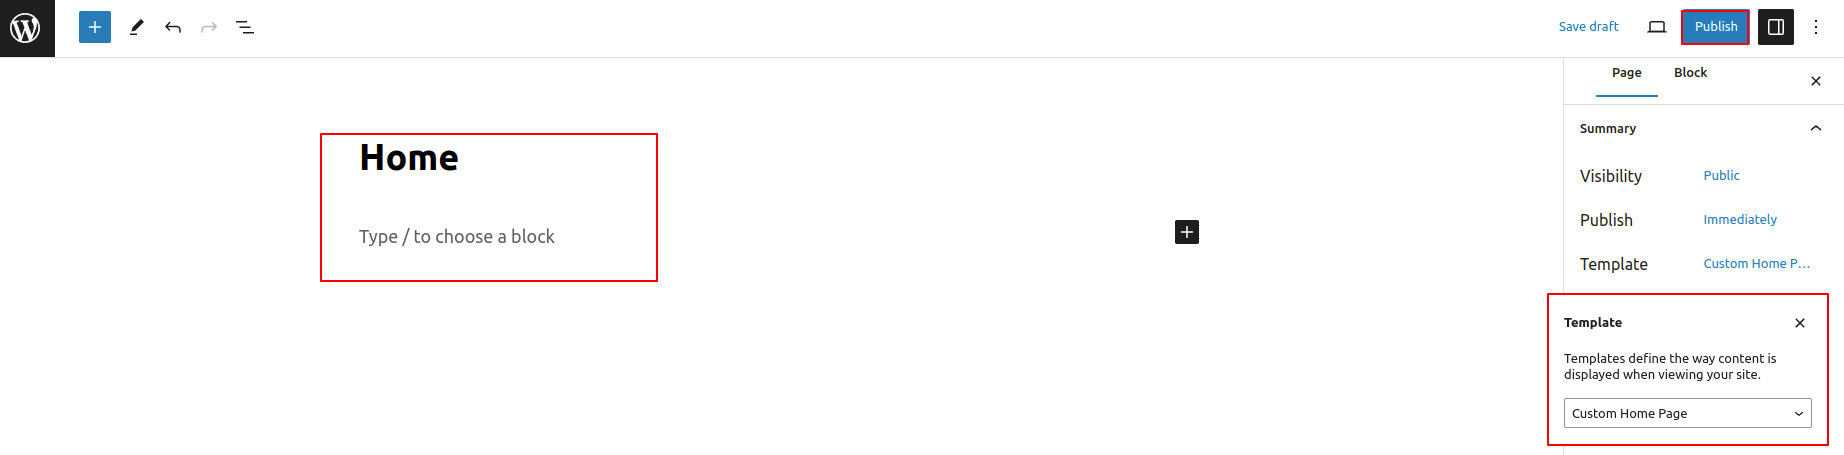 Save draft
Publish
Page Block
Summary
Home
Visibility Public
Publish Immediately
Type / to choose a block
Template Custom Home P...
Template
Templates define the way content is
displayed when viewing your site.
Custom Home Page